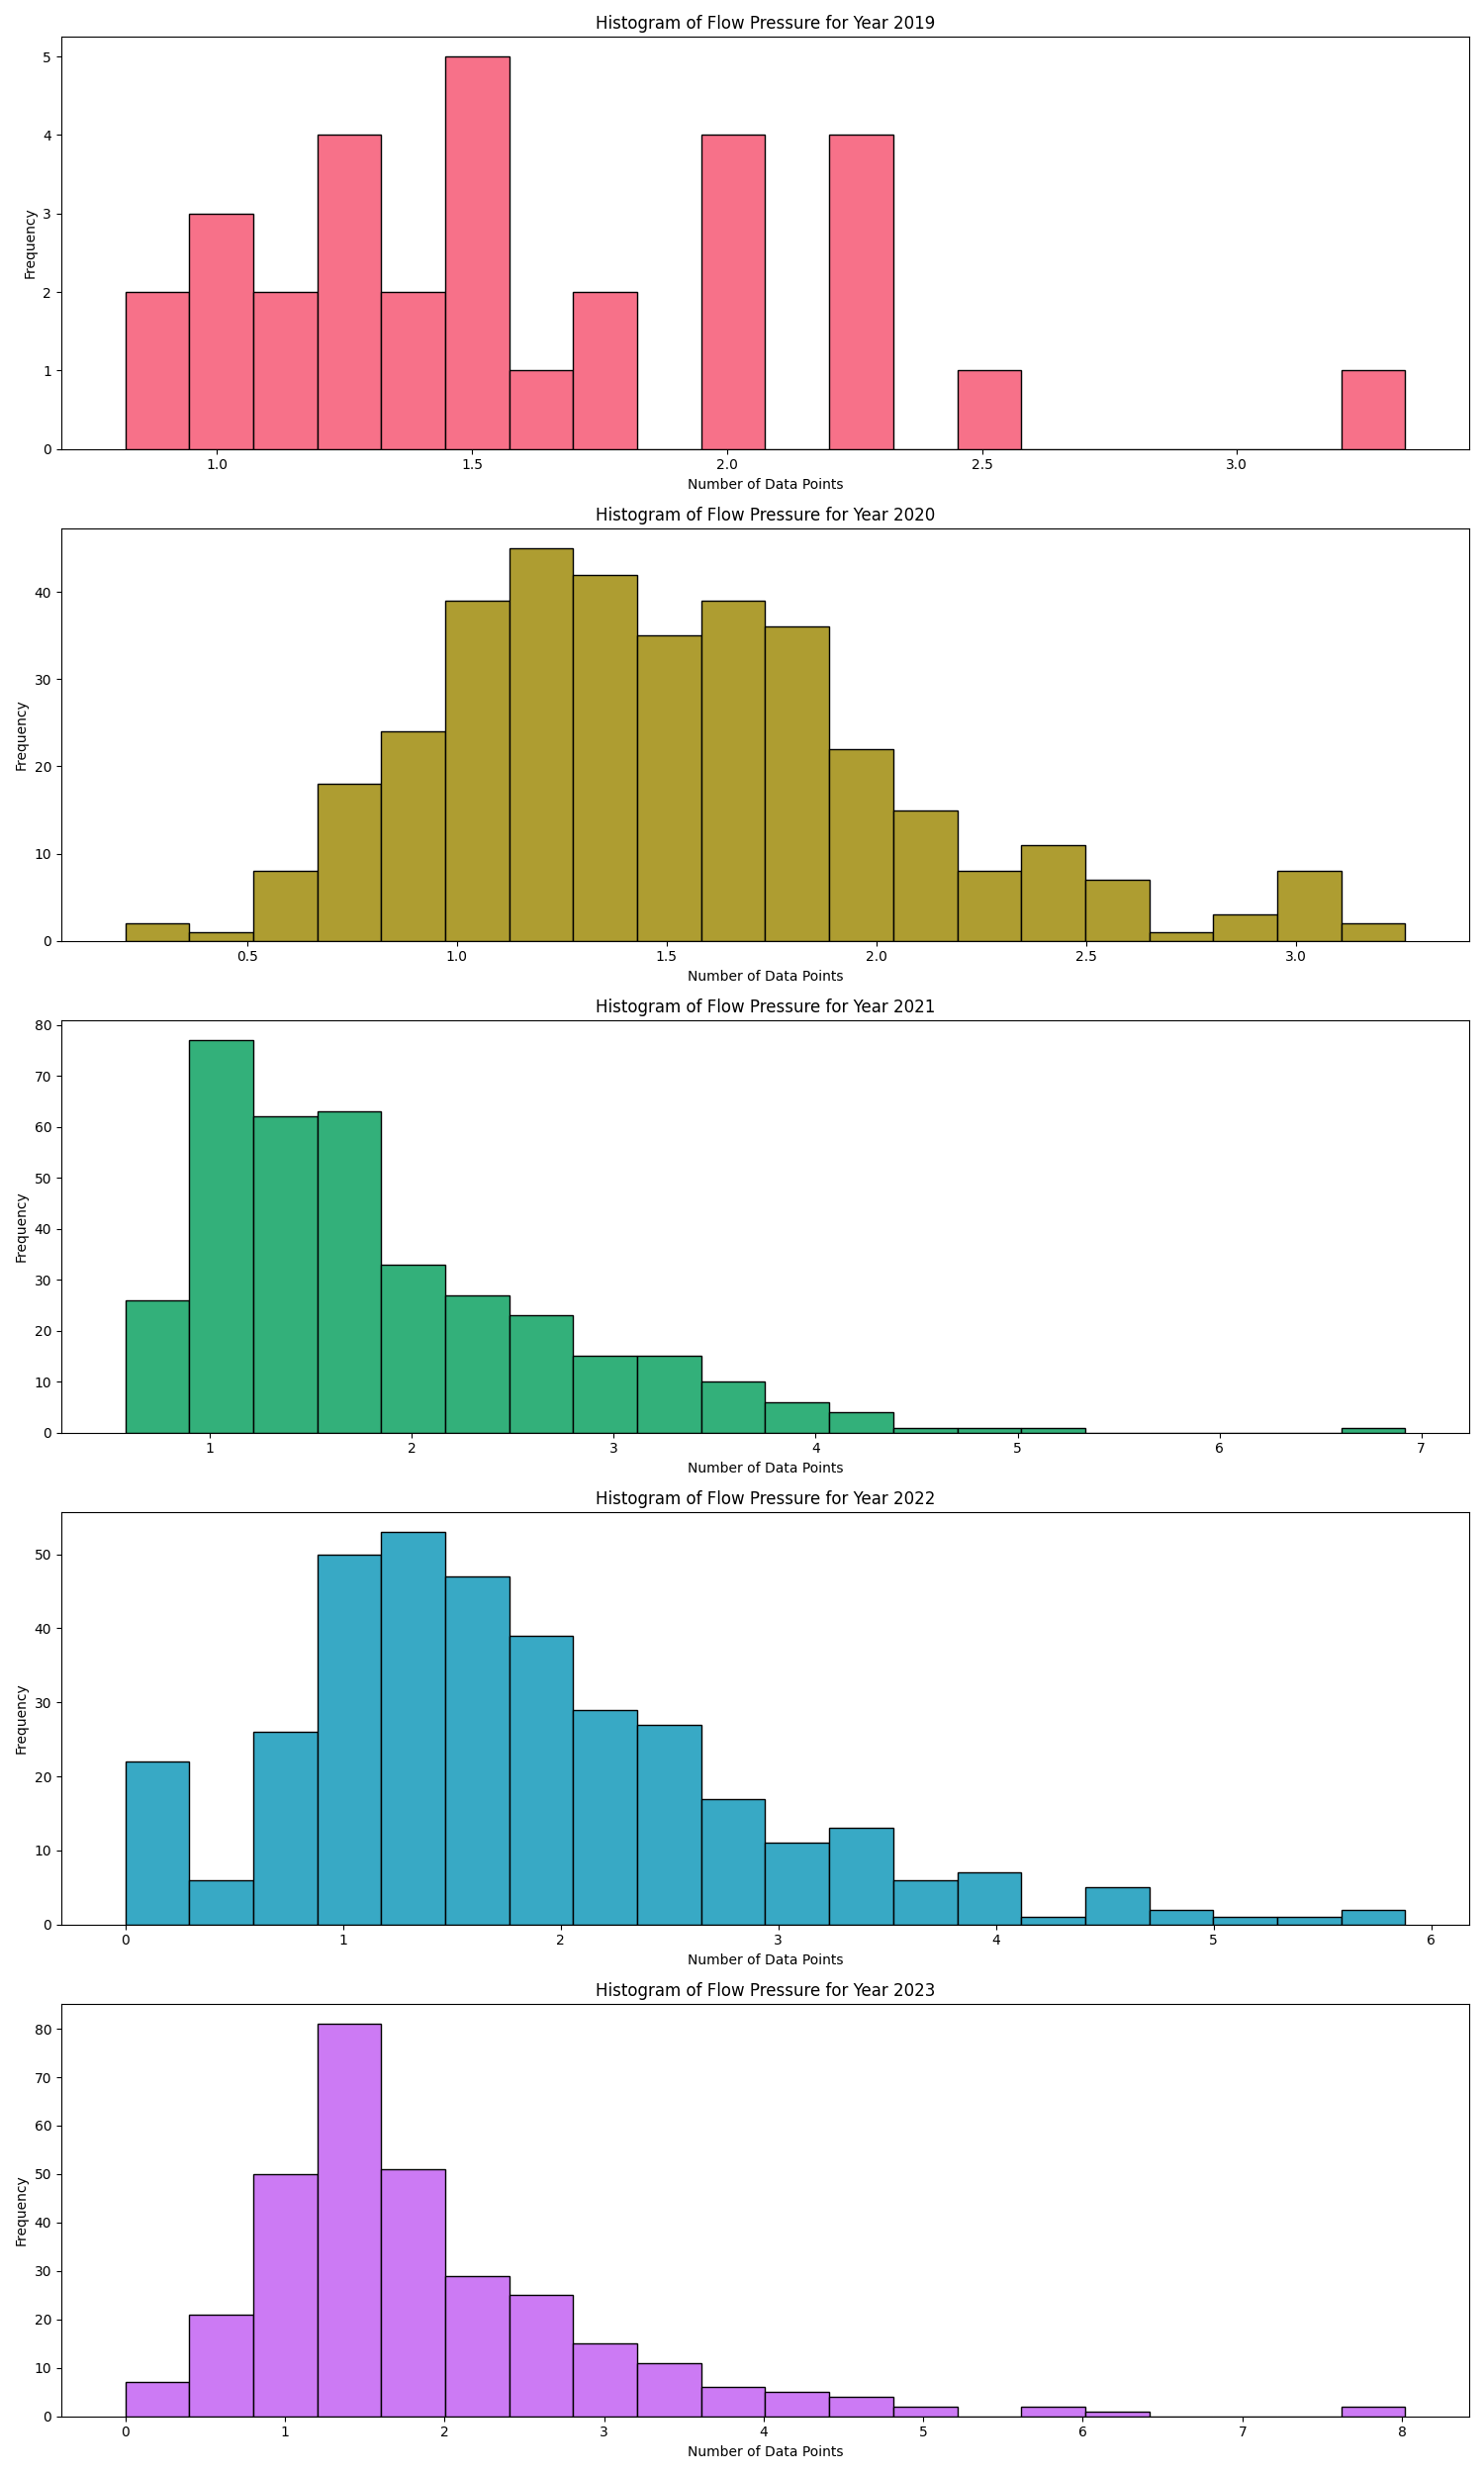 Histogram of Flow Pressure for Year 2019
5
4
3
2
1
0
Frequency
1.0 1.5 2.0 2.5 3.0
Number of Data Points
Histogram of Flow Pressure for Year 2020
40
30
20
10
0
Frequency
0.5 1.0 1.5 2.0 2.5 3.0
Number of Data Points
Histogram of Flow Pressure for Year 2021
80
70
60
50
40
30
20
10
0
Frequency
1 2 3 4 5 6 7
Number of Data Points
Histogram of Flow Pressure for Year 2022
50
40
30
20
10
0
Frequency
0 1 2 3 4 5 6
Number of Data Points
Histogram of Flow Pressure for Year 2023
80
70
60
50
40
30
20
10
0
Frequency
0 1 2 3 4 5 6 7 8
Number of Data Points